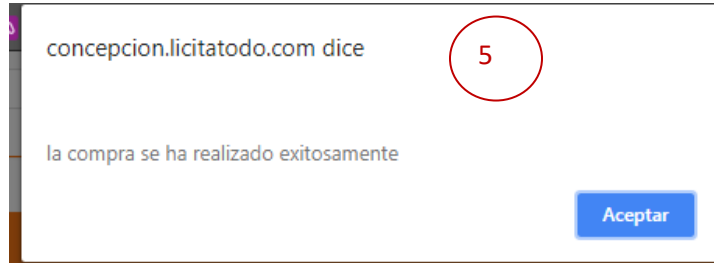 concepcion.licitatodo.com dice
5
la compra se ha realizado exitosamente
Aceptar